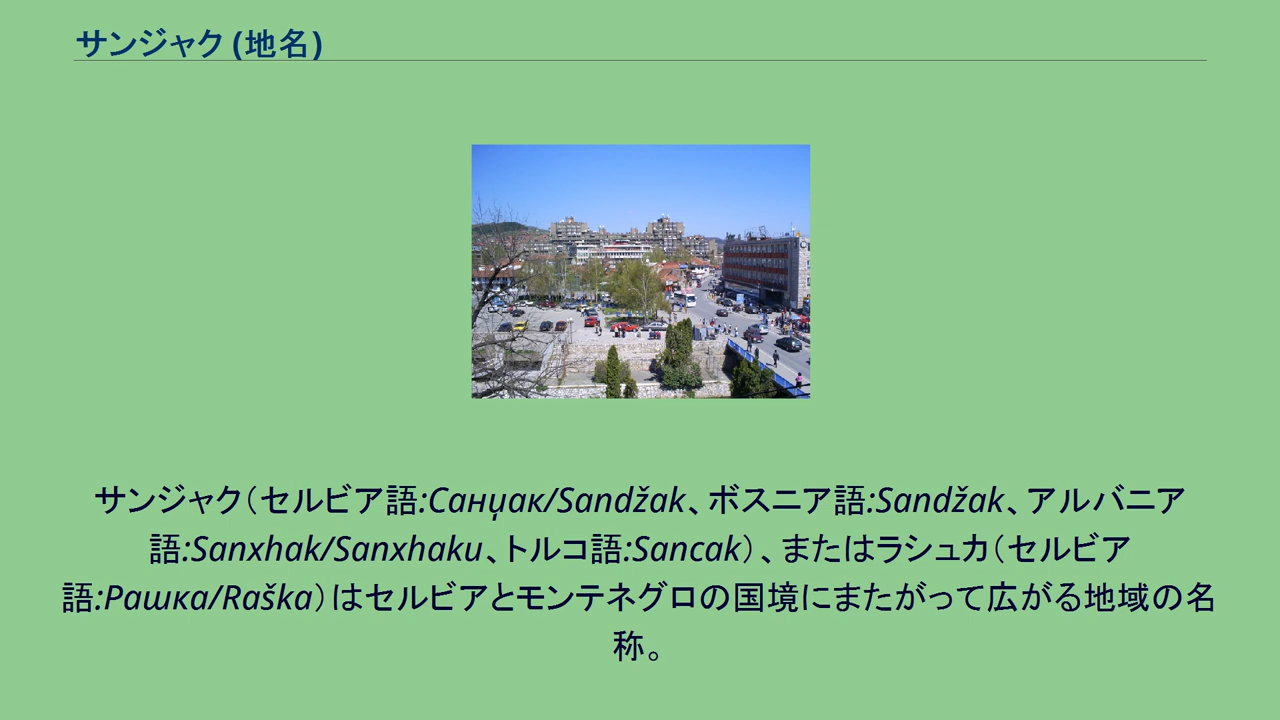 サンジャク (地名)
サンジャク（セルビア語:Санџак/Sandžak、ボスニア語:Sandžak、アルバニア
語:Sanxhak/Sanxhaku、トルコ語:Sancak）、またはラシュカ（セルビア
語:Рашка/Raška）はセルビアとモンテネグロの国境にまたがって広がる地域の名
称。